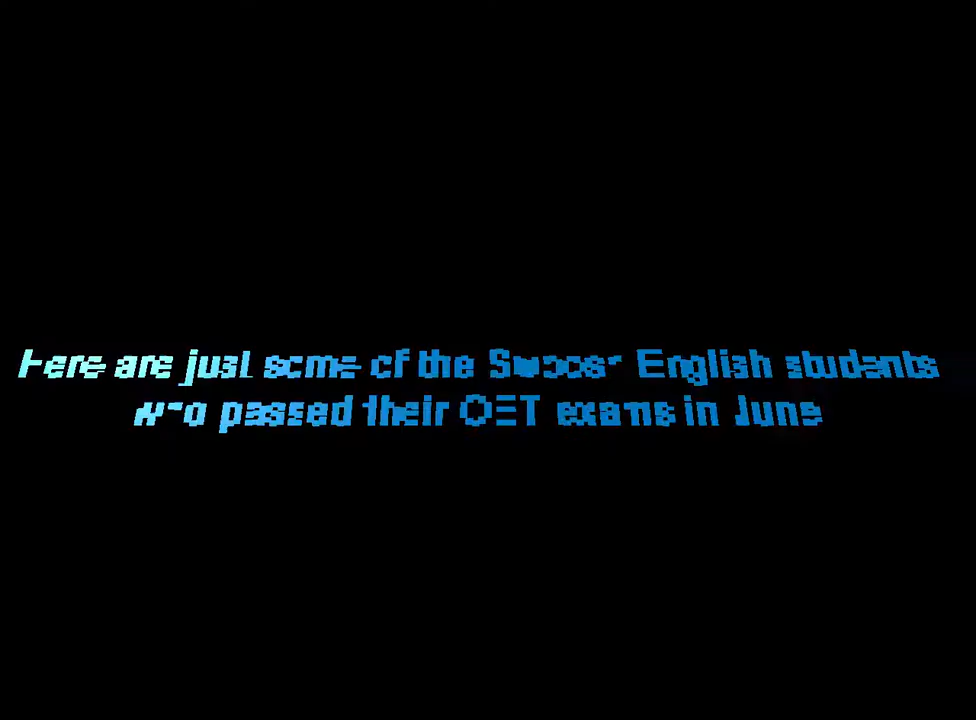 Here are just some of the Swoosh English students
who passed their OET exams in June